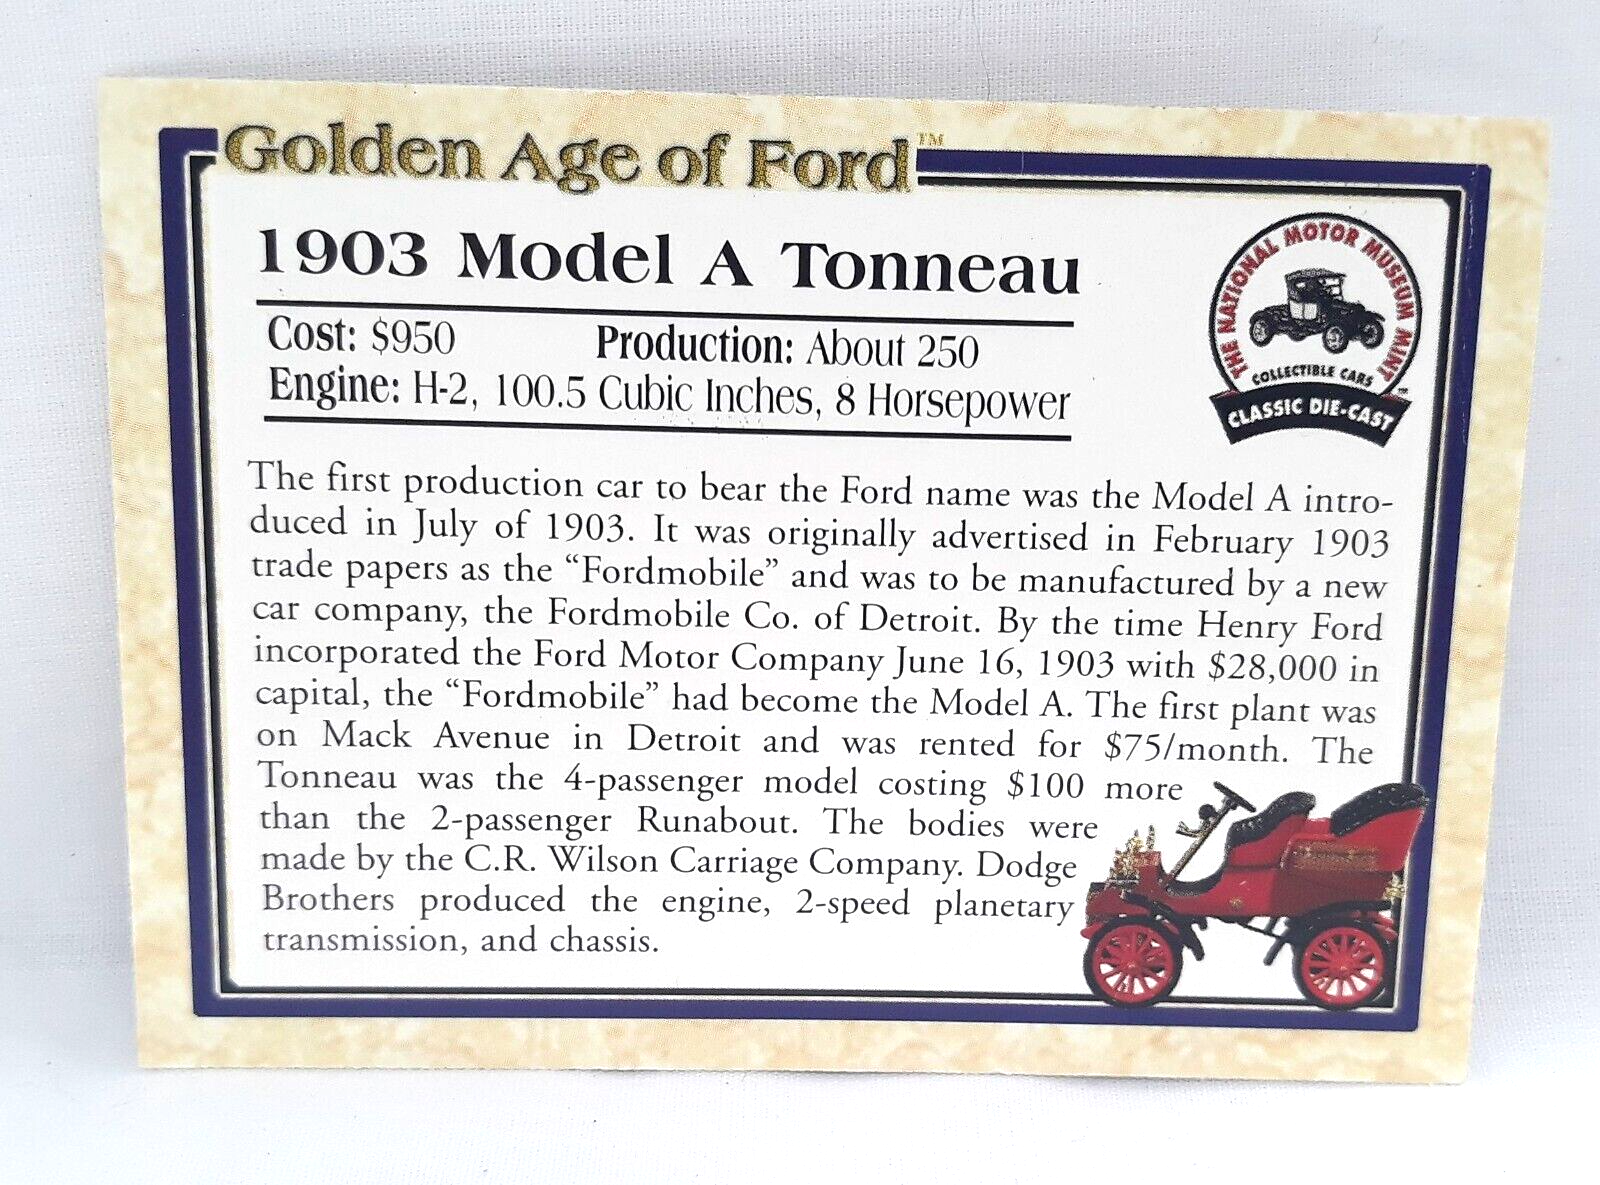 Golden Age of Ford™
1903 Model A Tonneau
Cost: $950 Production: About 250
Engine: H-2, 100.5 Cubic Inches, 8 Horsepower
THE NATIONAL MOTOR MUSEUM MINT
COLLECTIBLE CARS™
CLASSIC DIE-CAST
The first production car to bear the Ford name was the Model A intro-
duced in July of 1903. It was originally advertised in February 1903
trade papers as the “Fordmobile” and was to be manufactured by a new
car company, the Fordmobile Co. of Detroit. By the time Henry Ford
incorporated the Ford Motor Company June 16, 1903 with $28,000 in
capital, the “Fordmobile” had become the Model A. The first plant was
on Mack Avenue in Detroit and was rented for $75/month. The
Tonneau was the 4-passenger model costing $100 more
than the 2-passenger Runabout. The bodies were
made by the C.R. Wilson Carriage Company. Dodge
Brothers produced the engine, 2-speed planetary
transmission, and chassis.